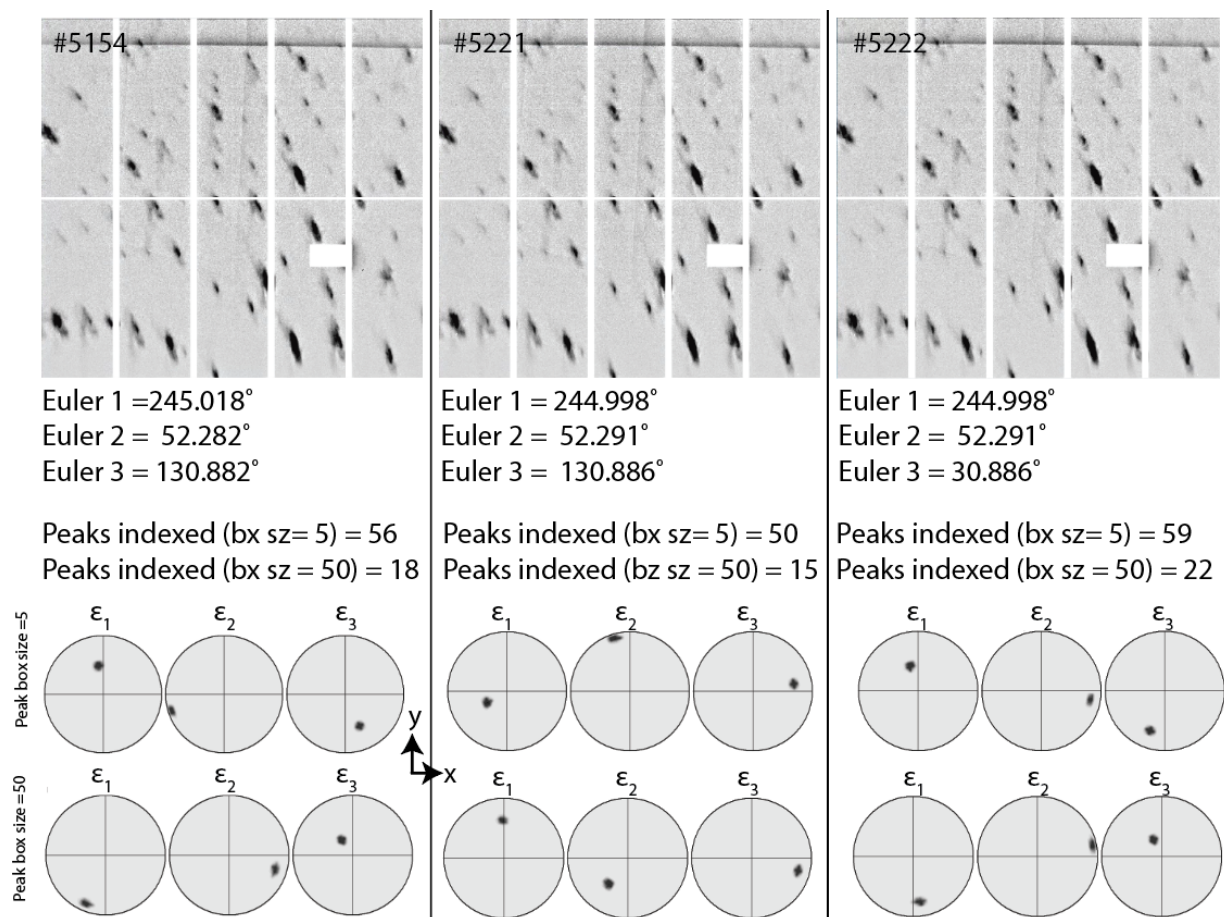 #5154
Euler 1 =245.018°
Euler 2 = 52.282°
Euler 3 = 130.882°
Peaks indexed (bx sz= 5) = 56
Peaks indexed (bx sz = 50) = 18
#5221
Euler 1 = 244.998°
Euler 2 = 52.291°
Euler 3 = 130.886°
Peaks indexed (bx sz= 5) = 50
Peaks indexed (bz sz = 50) = 15
#5222
Euler 1 = 244.998°
Euler 2 = 52.291°
Euler 3 = 30.886°
Peaks indexed (bx sz= 5) = 59
Peaks indexed (bx sz = 50) = 22
Peak box size =5
ε1 ε2 ε3
ε1 ε2 ε3
ε1 ε2 ε3
y
x
Peak box size =50
ε1 ε2 ε3
ε1 ε2 ε3
ε1 ε2 ε3